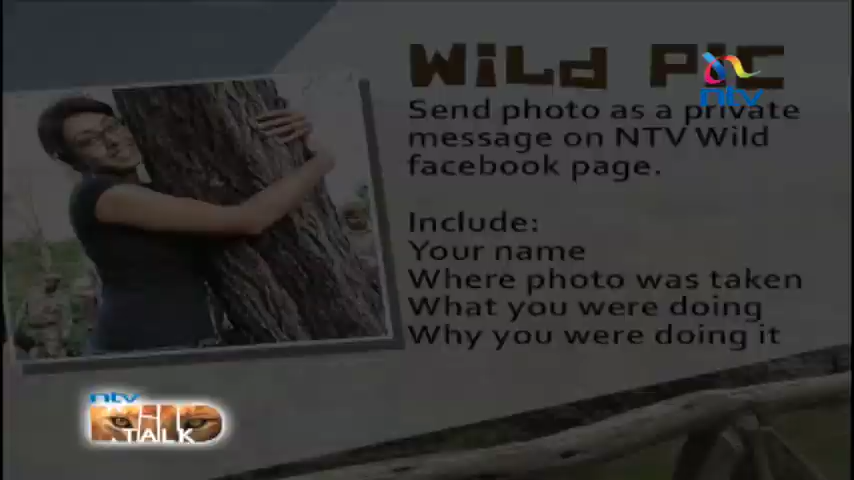 Wild Pic
ntv
Send photo as a private
message on NTV Wild
facebook page.
Include:
Your name
Where photo was taken
What you were doing
Why you were doing it
ntv
WILD
TALK